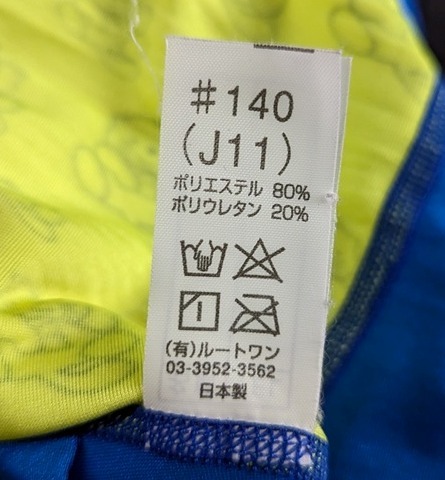 #140
(J11)
ポリエステル 80%
ポリウレタン 20%
(有)ルートワン
03-3952-3562
日本製